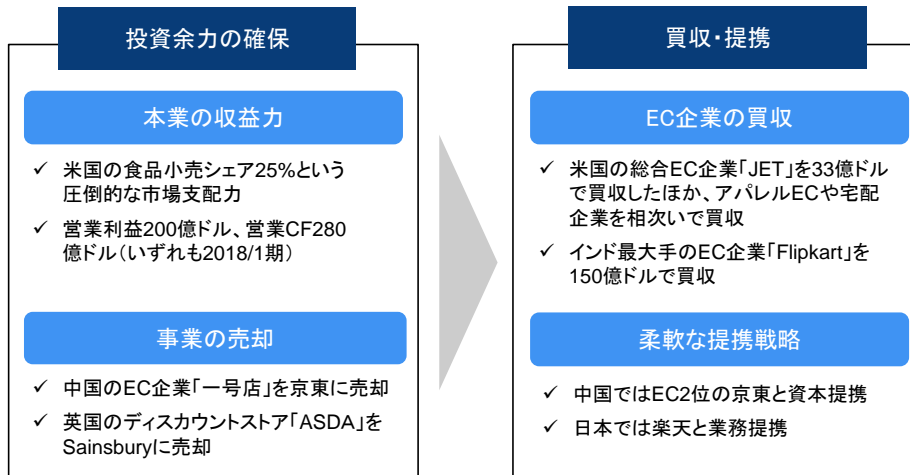 投資余力の確保
本業の収益力
✓ 米国の食品小売シェア25%という
圧倒的な市場支配力
✓ 営業利益200億ドル、営業CF280
億ドル（いずれも2018/1期）
事業の売却
✓ 中国のEC企業「一号店」を京東に売却
✓ 英国のディスカウントストア「ASDA」を
Sainsburyに売却
買収・提携
EC企業の買収
✓ 米国の総合EC企業「JET」を33億ドル
で買収したほか、アパレルECや宅配
企業を相次いで買収
✓ インド最大手のEC企業「Flipkart」を
150億ドルで買収
柔軟な提携戦略
✓ 中国ではEC2位の京東と資本提携
✓ 日本では楽天と業務提携